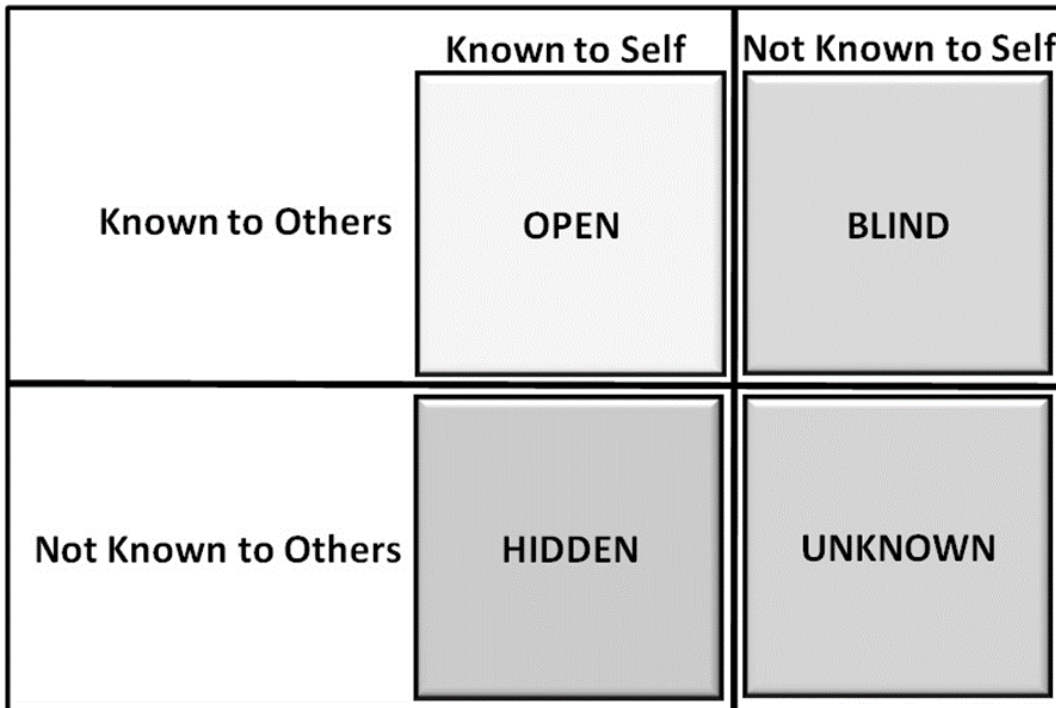 Known to Self
Not Known to Self
Known to Others
OPEN
BLIND
Not Known to Others
HIDDEN
UNKNOWN